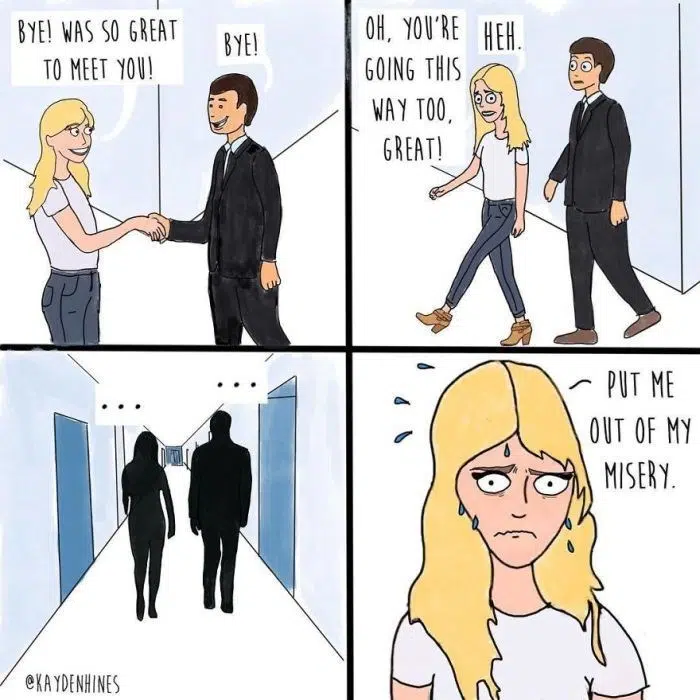 BYE! WAS SO GREAT
TO MEET YOU!
BYE!
OH, YOU'RE
GOING THIS
WAY TOO,
GREAT!
HEH.
...
...
PUT ME
OUT OF MY
MISERY.
@KAYDENHINES